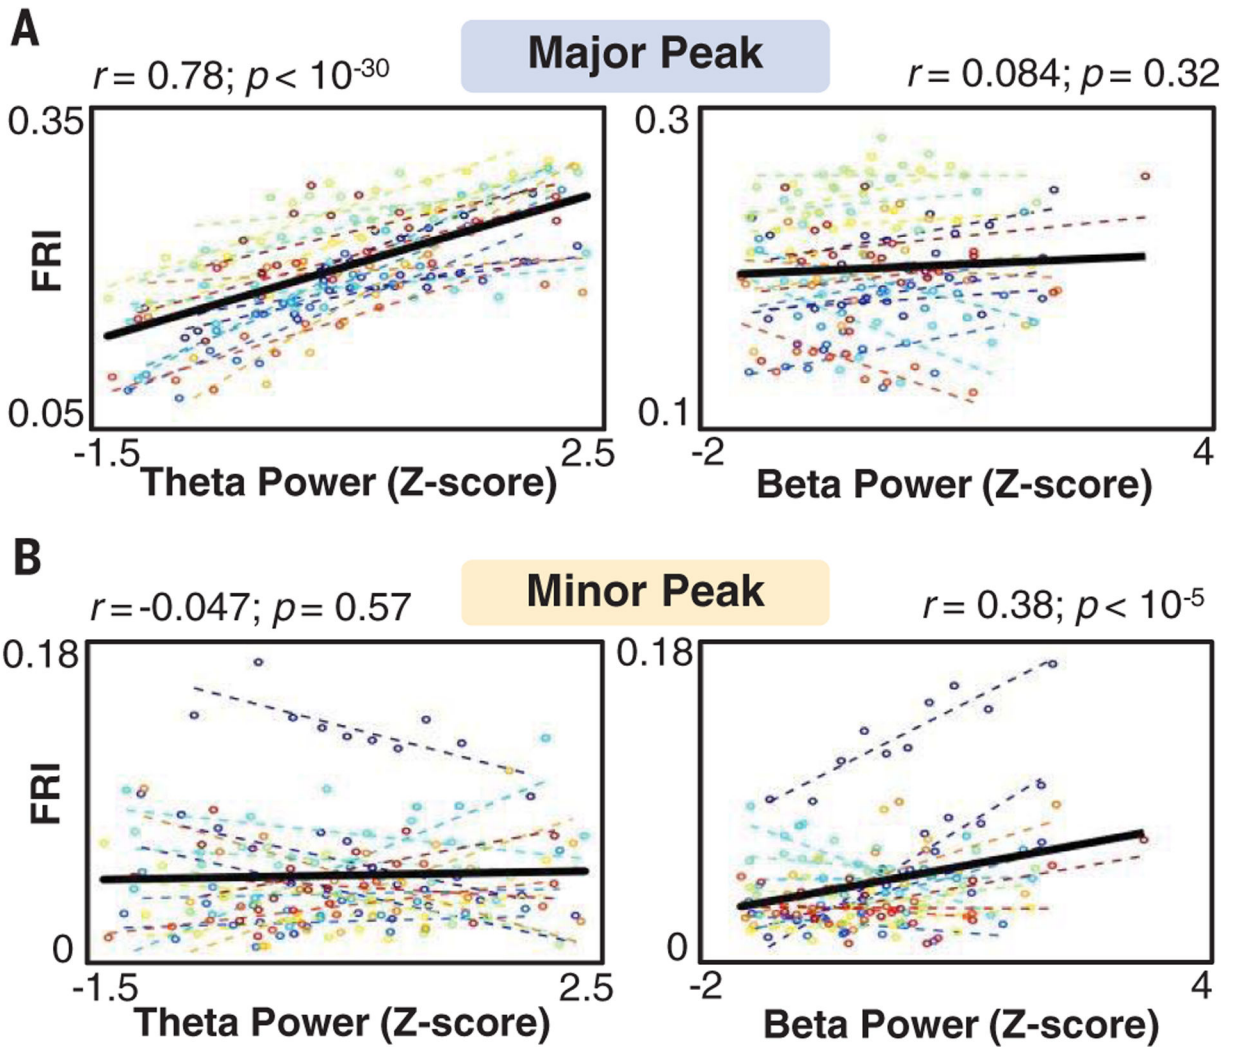 A
Major Peak
r = 0.78; p < 10-30
r = 0.084; p = 0.32
0.35
FRI
0.05
-1.5
2.5
Theta Power (Z-score)
0.3
0.1
-2
4
Beta Power (Z-score)
B
Minor Peak
r = -0.047; p = 0.57
r = 0.38; p < 10-5
0.18
FRI
0
-1.5
2.5
Theta Power (Z-score)
0.18
0
-2
4
Beta Power (Z-score)